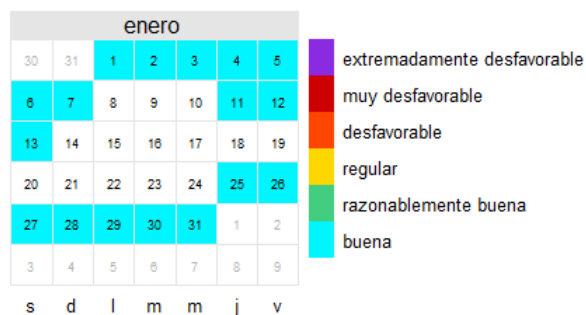 enero
30 31 1 2 3 4 5
6 7 8 9 10 11 12
13 14 15 16 17 18 19
20 21 22 23 24 25 26
27 28 29 30 31 1 2
3 4 5 6 7 8 9
s d l m m j v
extremadamente desfavorable
muy desfavorable
desfavorable
regular
razonablemente buena
buena